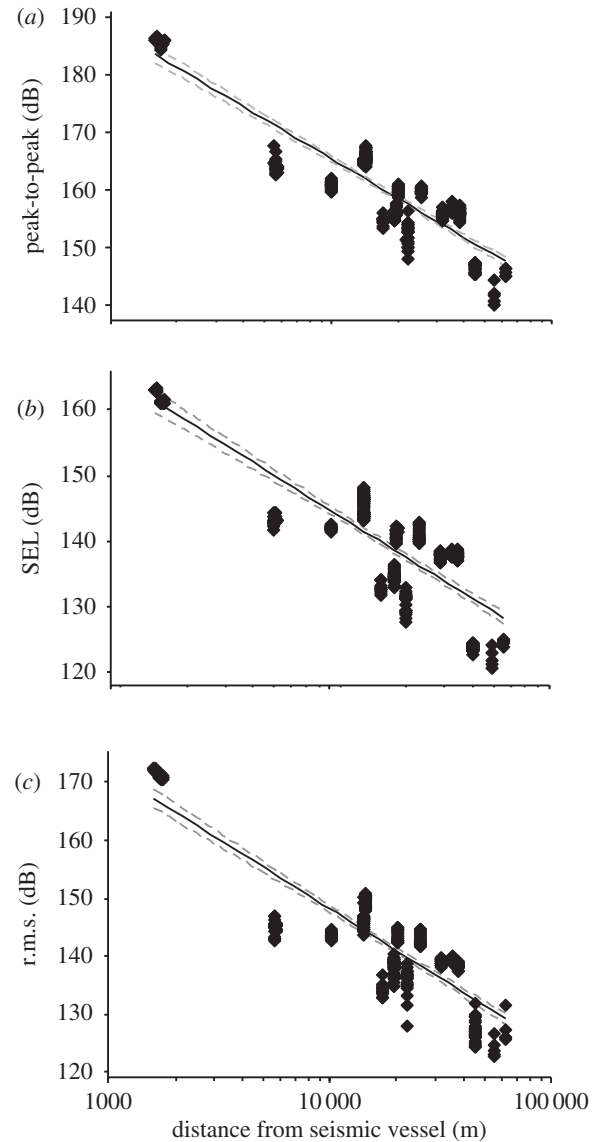 (a)
190
180
170
160
150
140
peak-to-peak (dB)
(b)
160
150
140
130
120
SEL (dB)
(c)
170
160
150
140
130
120
r.m.s. (dB)
1000 10 000 100 000
distance from seismic vessel (m)